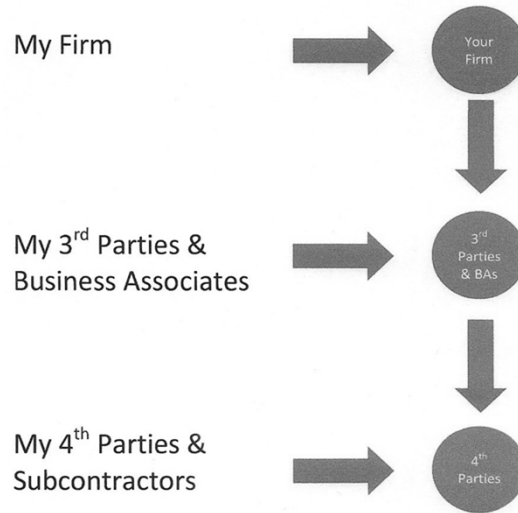 My Firm
Your
Firm
My 3rd Parties &
Business Associates
3rd
Parties
& BAs
My 4th Parties &
Subcontractors
4th
Parties